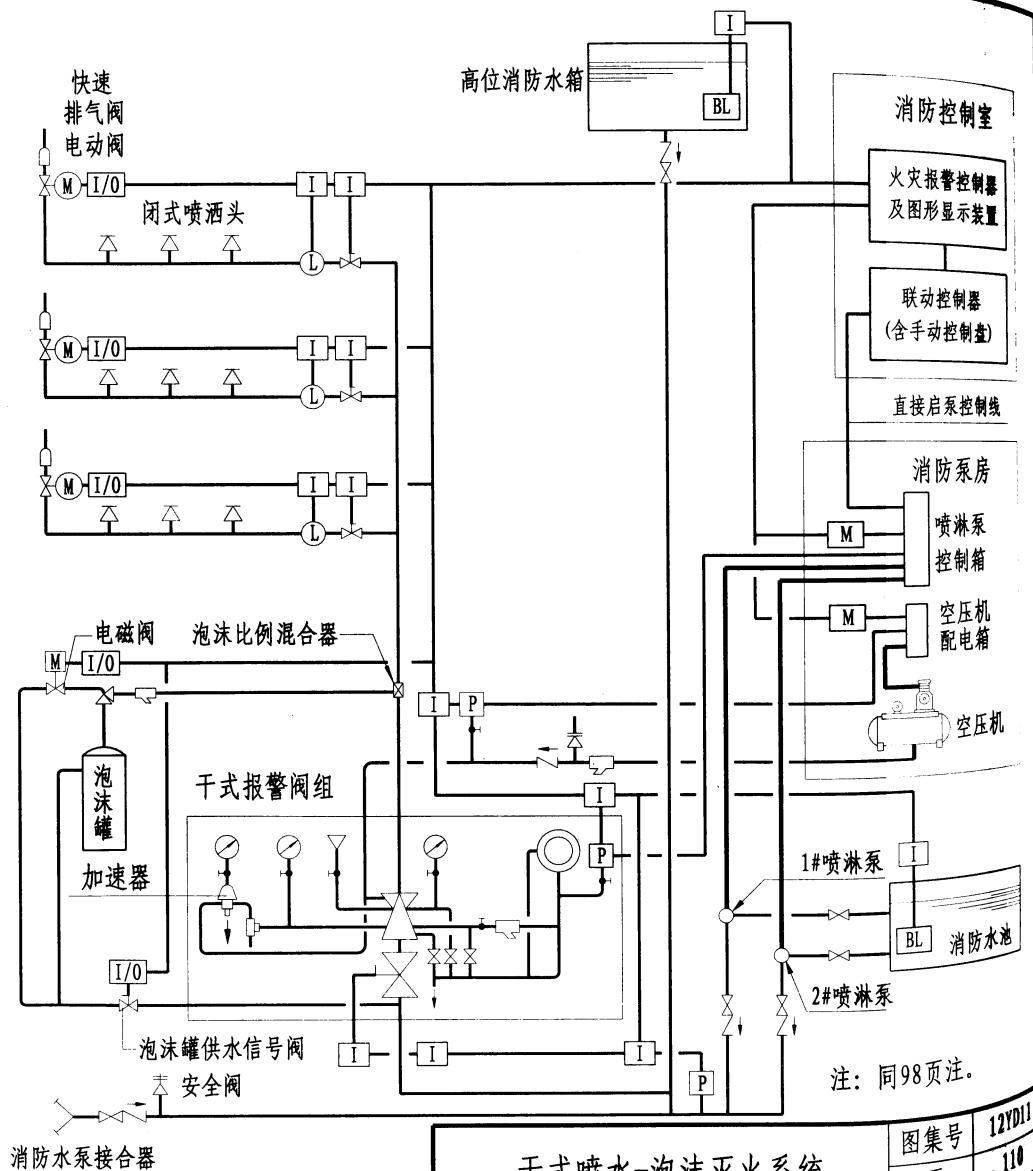 快速
排气阀
电动阀
M
I/O
I
I
闭式喷洒头
L
M
I/O
I
I
L
M
I/O
I
I
L
高位消防水箱
I
BL
消防控制室
火灾报警控制器
及图形显示装置
联动控制器
(含手动控制盘)
直接启泵控制线
消防泵房
M
喷淋泵
控制箱
M
空压机
配电箱
空压机
电磁阀
M
I/O
泡沫比例混合器
I
P
泡沫罐
干式报警阀组
I
P
加速器
I/O
泡沫罐供水信号阀
I
I
I
P
安全阀
消防水泵接合器
1#喷淋泵
I
BL
消防水池
2#喷淋泵
注: 同98页注。
干式喷水-泡沫灭火系统
图集号
12YD11
110